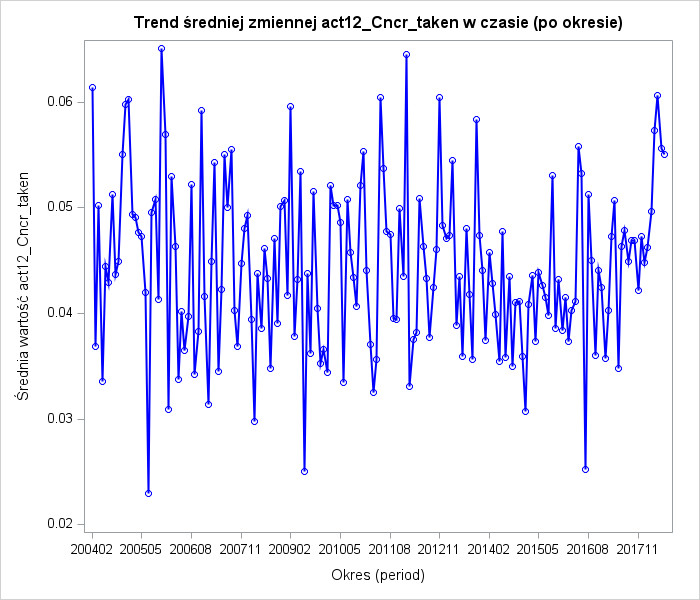 Trend średniej zmiennej act12_Cncr_taken w czasie (po okresie)
Średnia wartość act12_Cncr_taken
0.06
0.05
0.04
0.03
0.02
200402 200505 200608 200711 200902 201005 201108 201211 201402 201505 201608 201711
Okres (period)